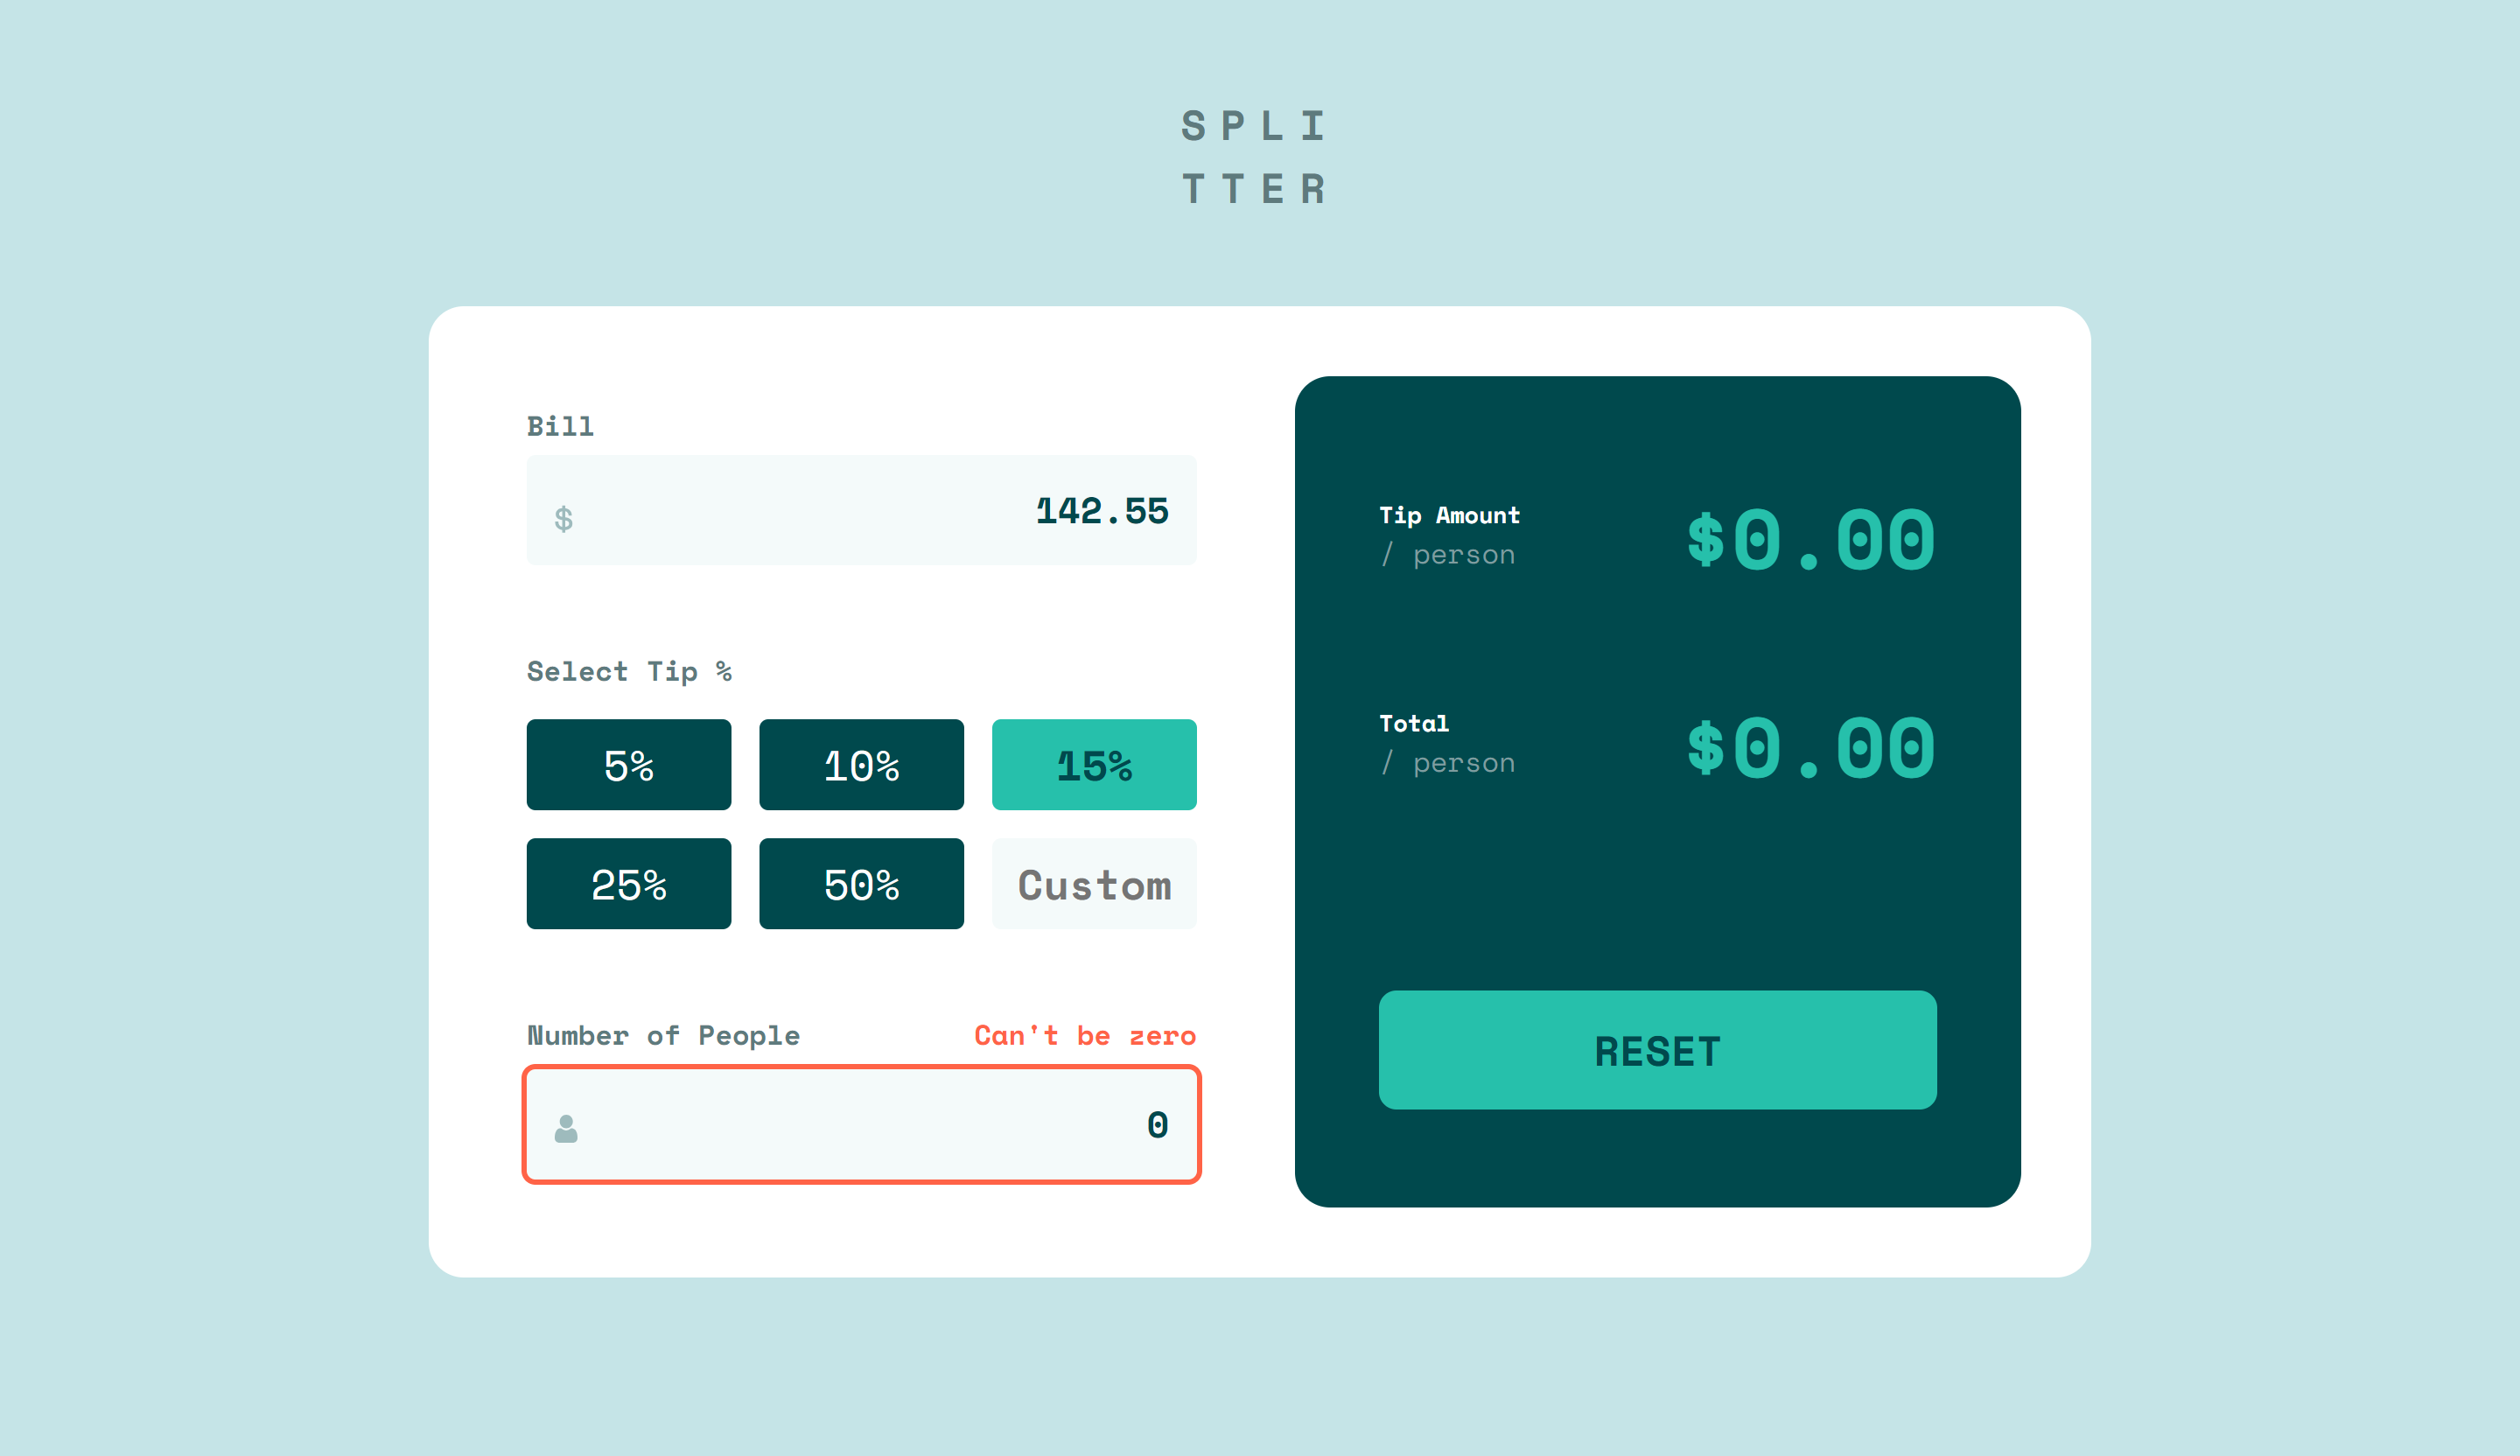 SPLI
TTER
Bill
$ 142.55
Select Tip %
5% 10% 15%
25% 50% Custom
Number of People Can't be zero
0
Tip Amount
/ person
$0.00
Total
/ person
$0.00
RESET